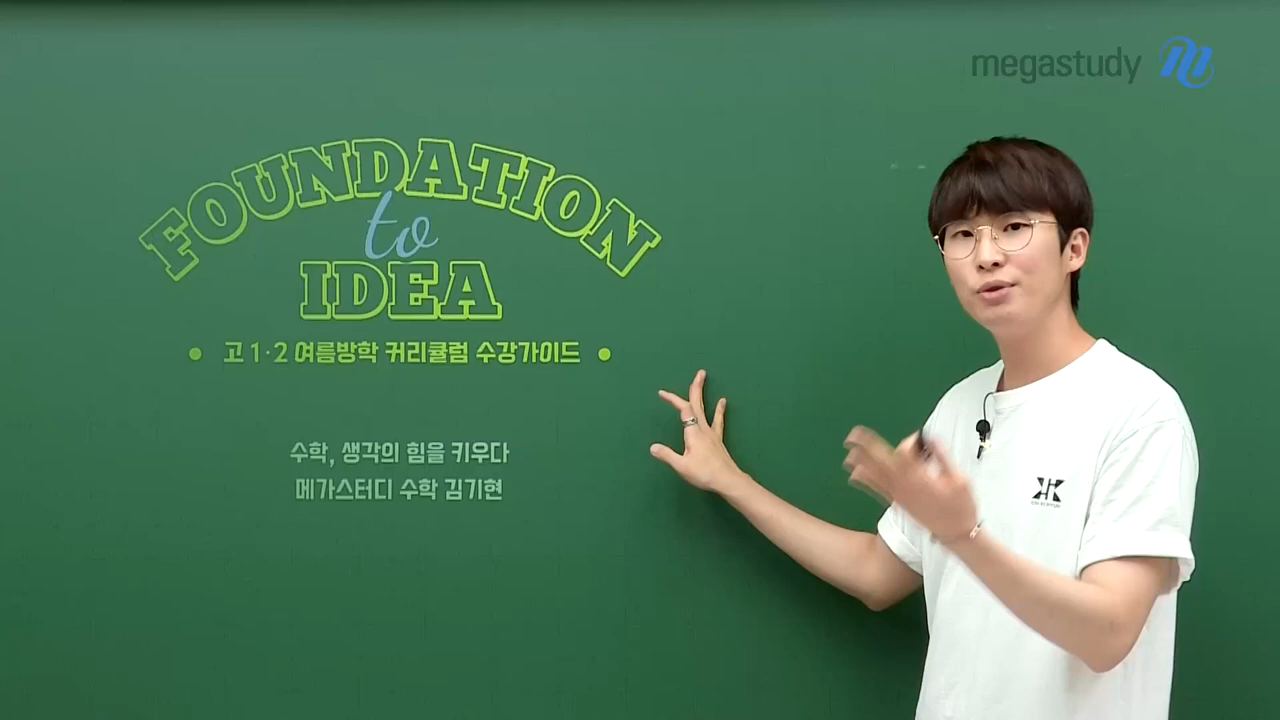 megastudy
FOUNDATION
to
IDEA
• 고 1·2 여름방학 커리큘럼 수강가이드 •
수학, 생각의 힘을 키우다
메가스터디 수학 김기현